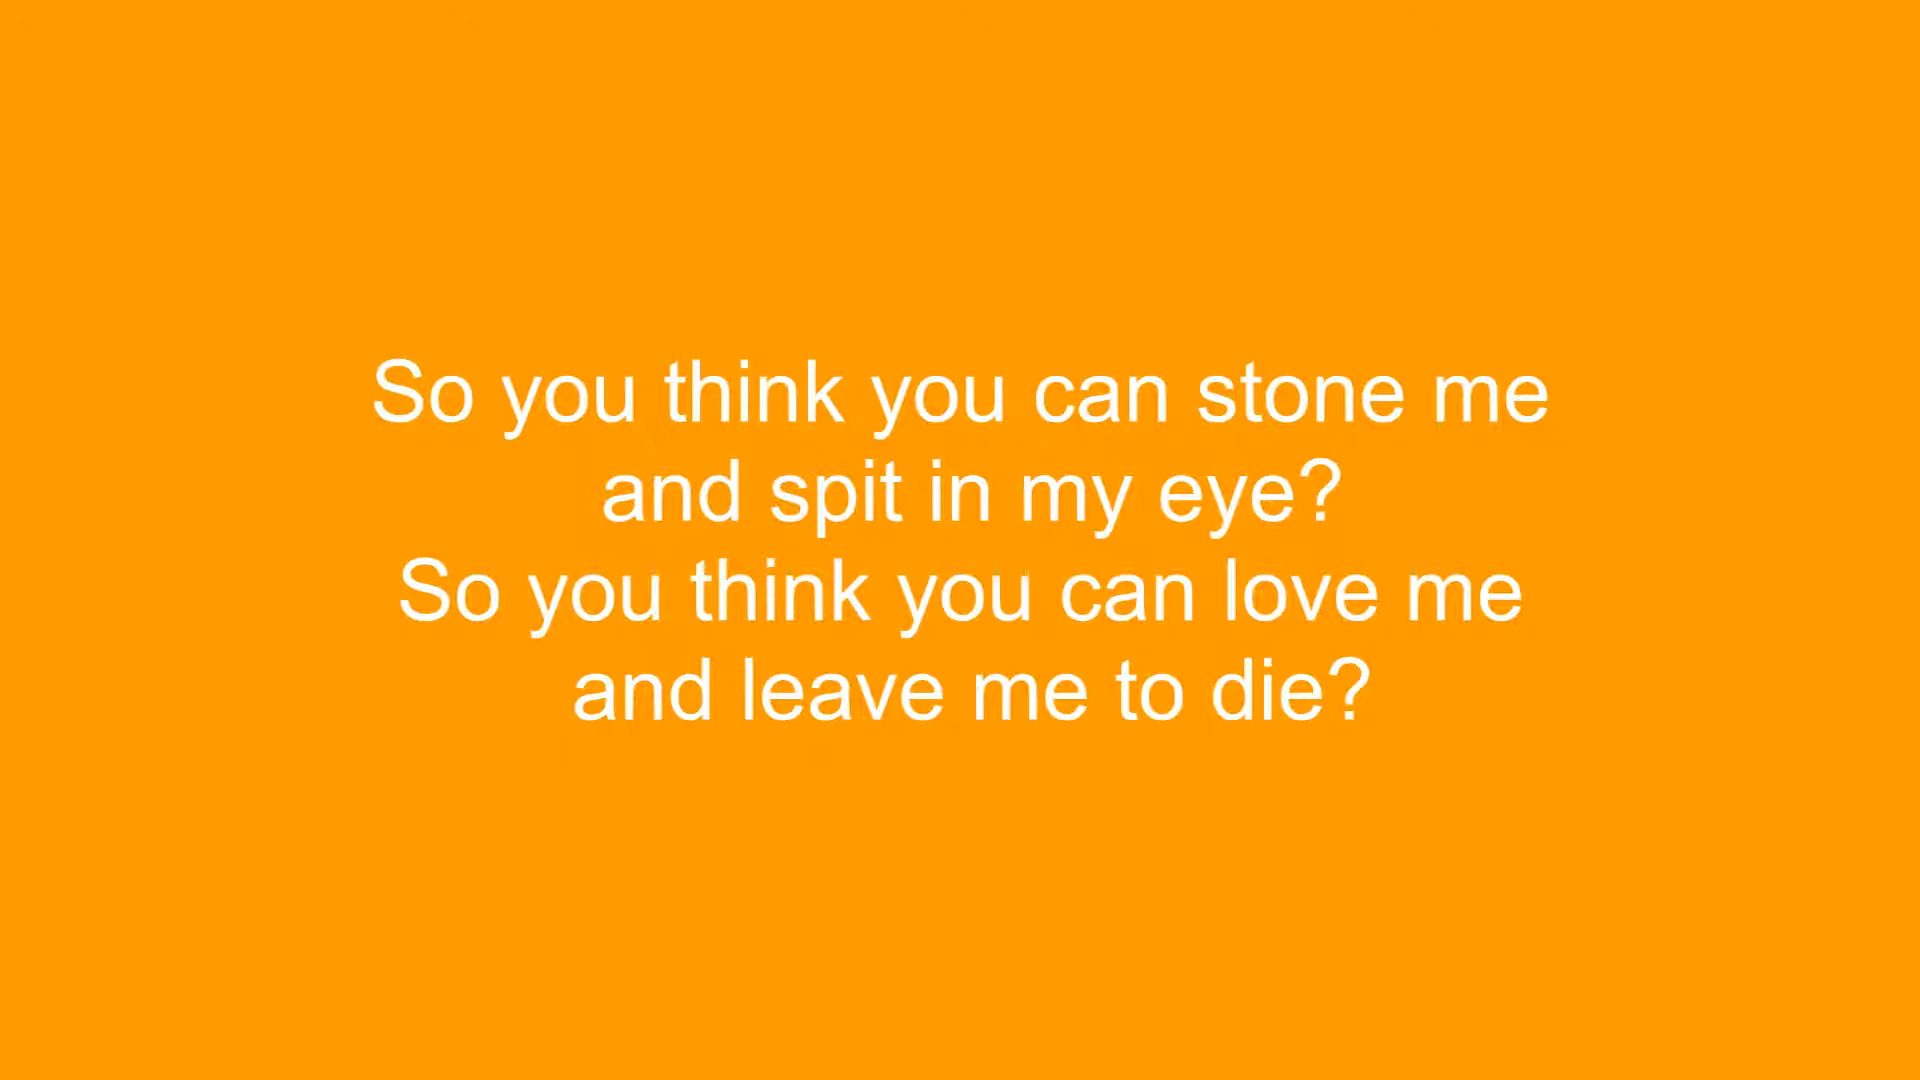 So you think you can stone me
and spit in my eye?
So you think you can love me
and leave me to die?